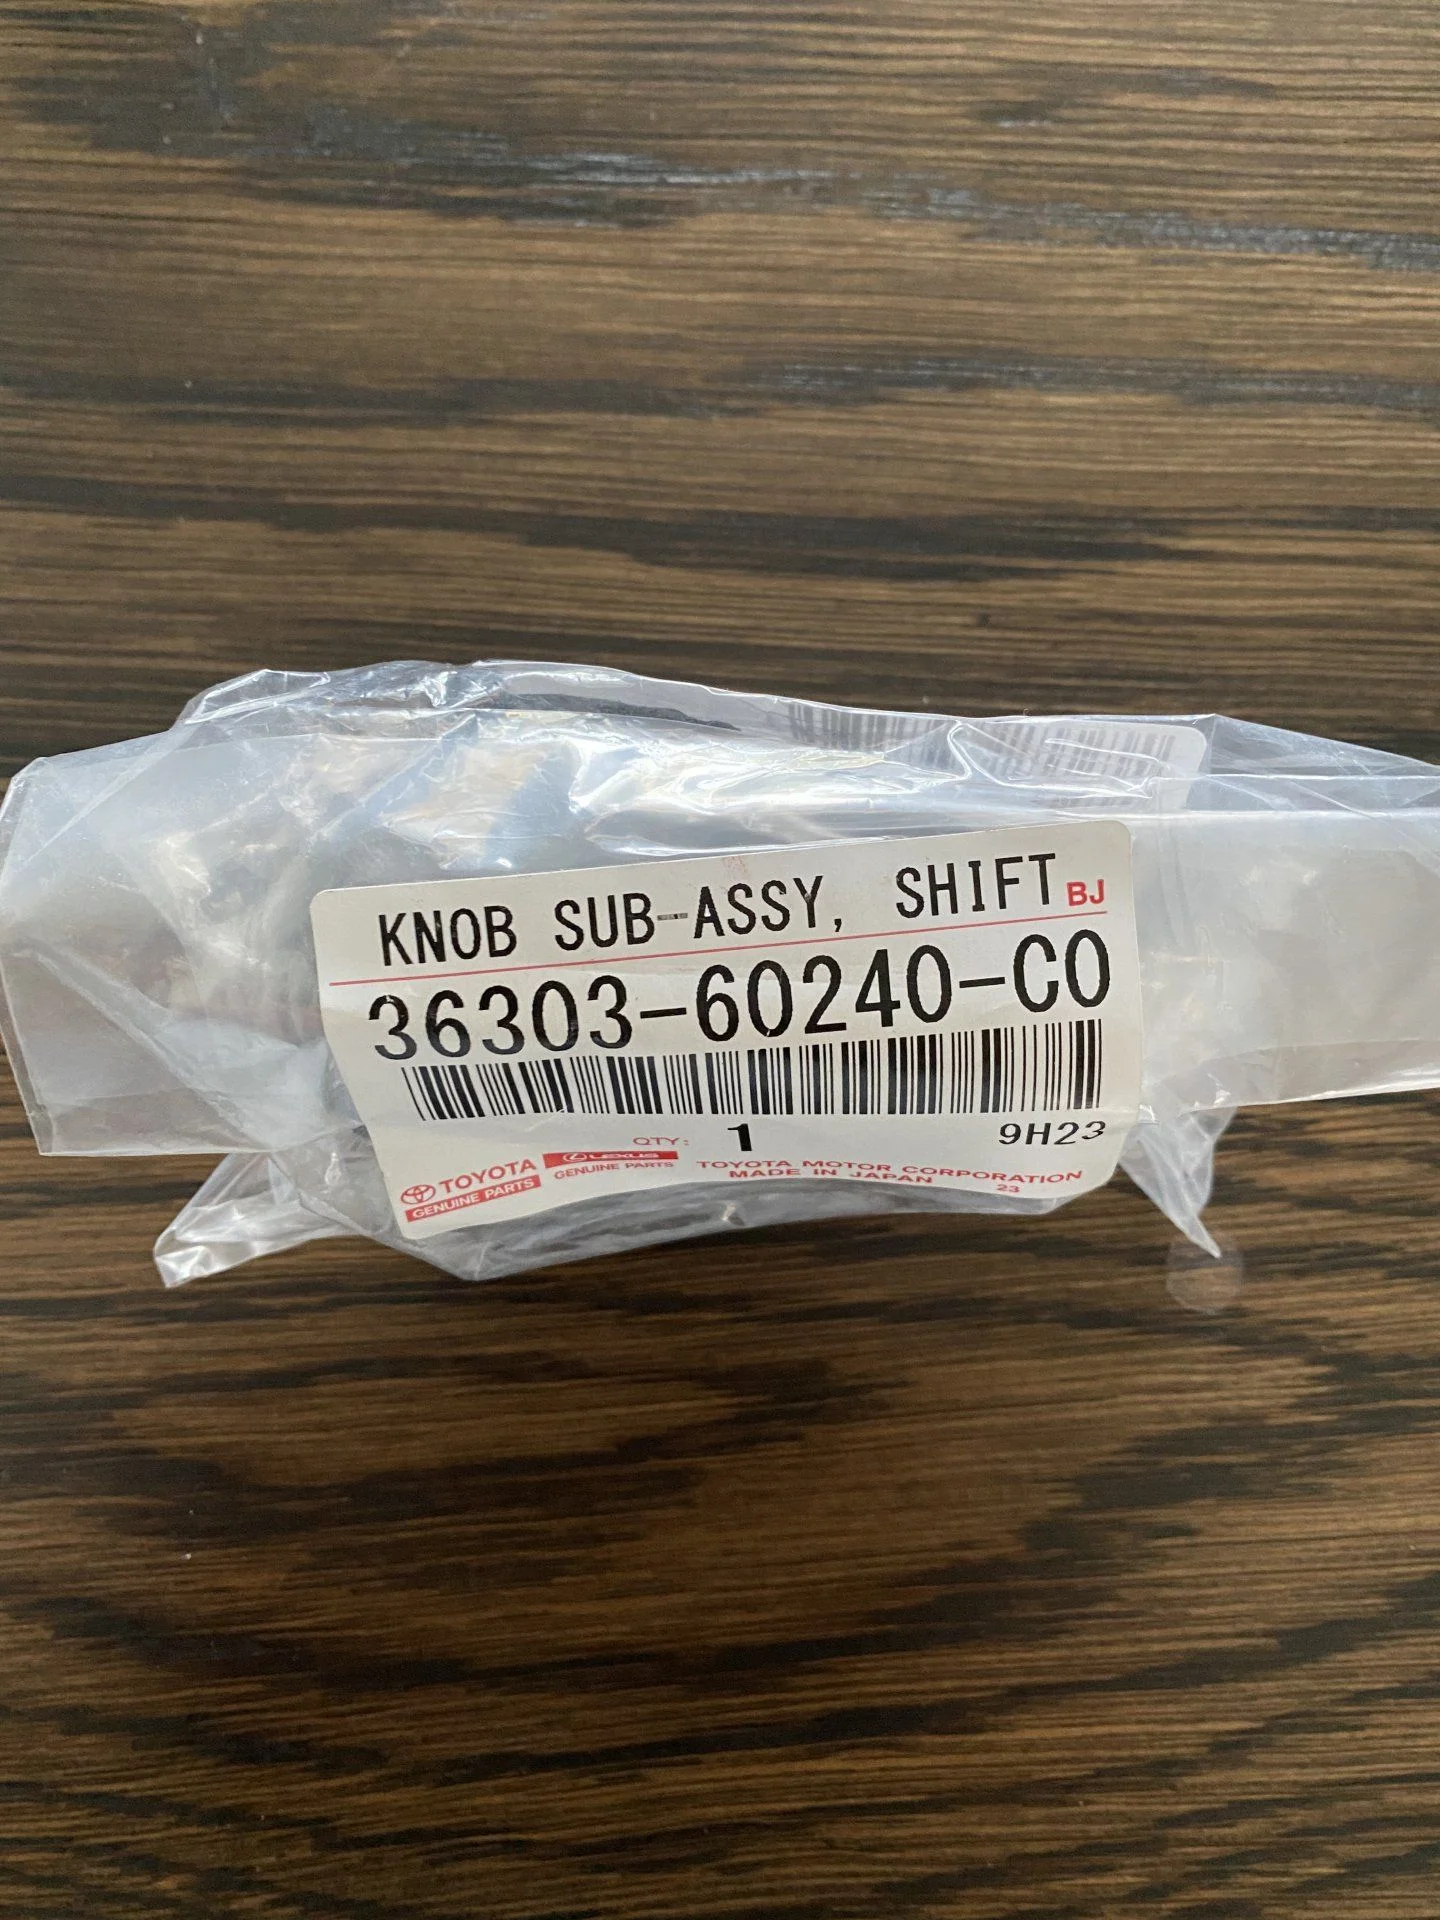 KNOB SUB-ASSY, SHIFT BJ
36303-60240-C0
QTY: 1 9H23
TOYOTA
GENUINE PARTS
LEXUS
GENUINE PARTS
TOYOTA MOTOR CORPORATION
MADE IN JAPAN 23